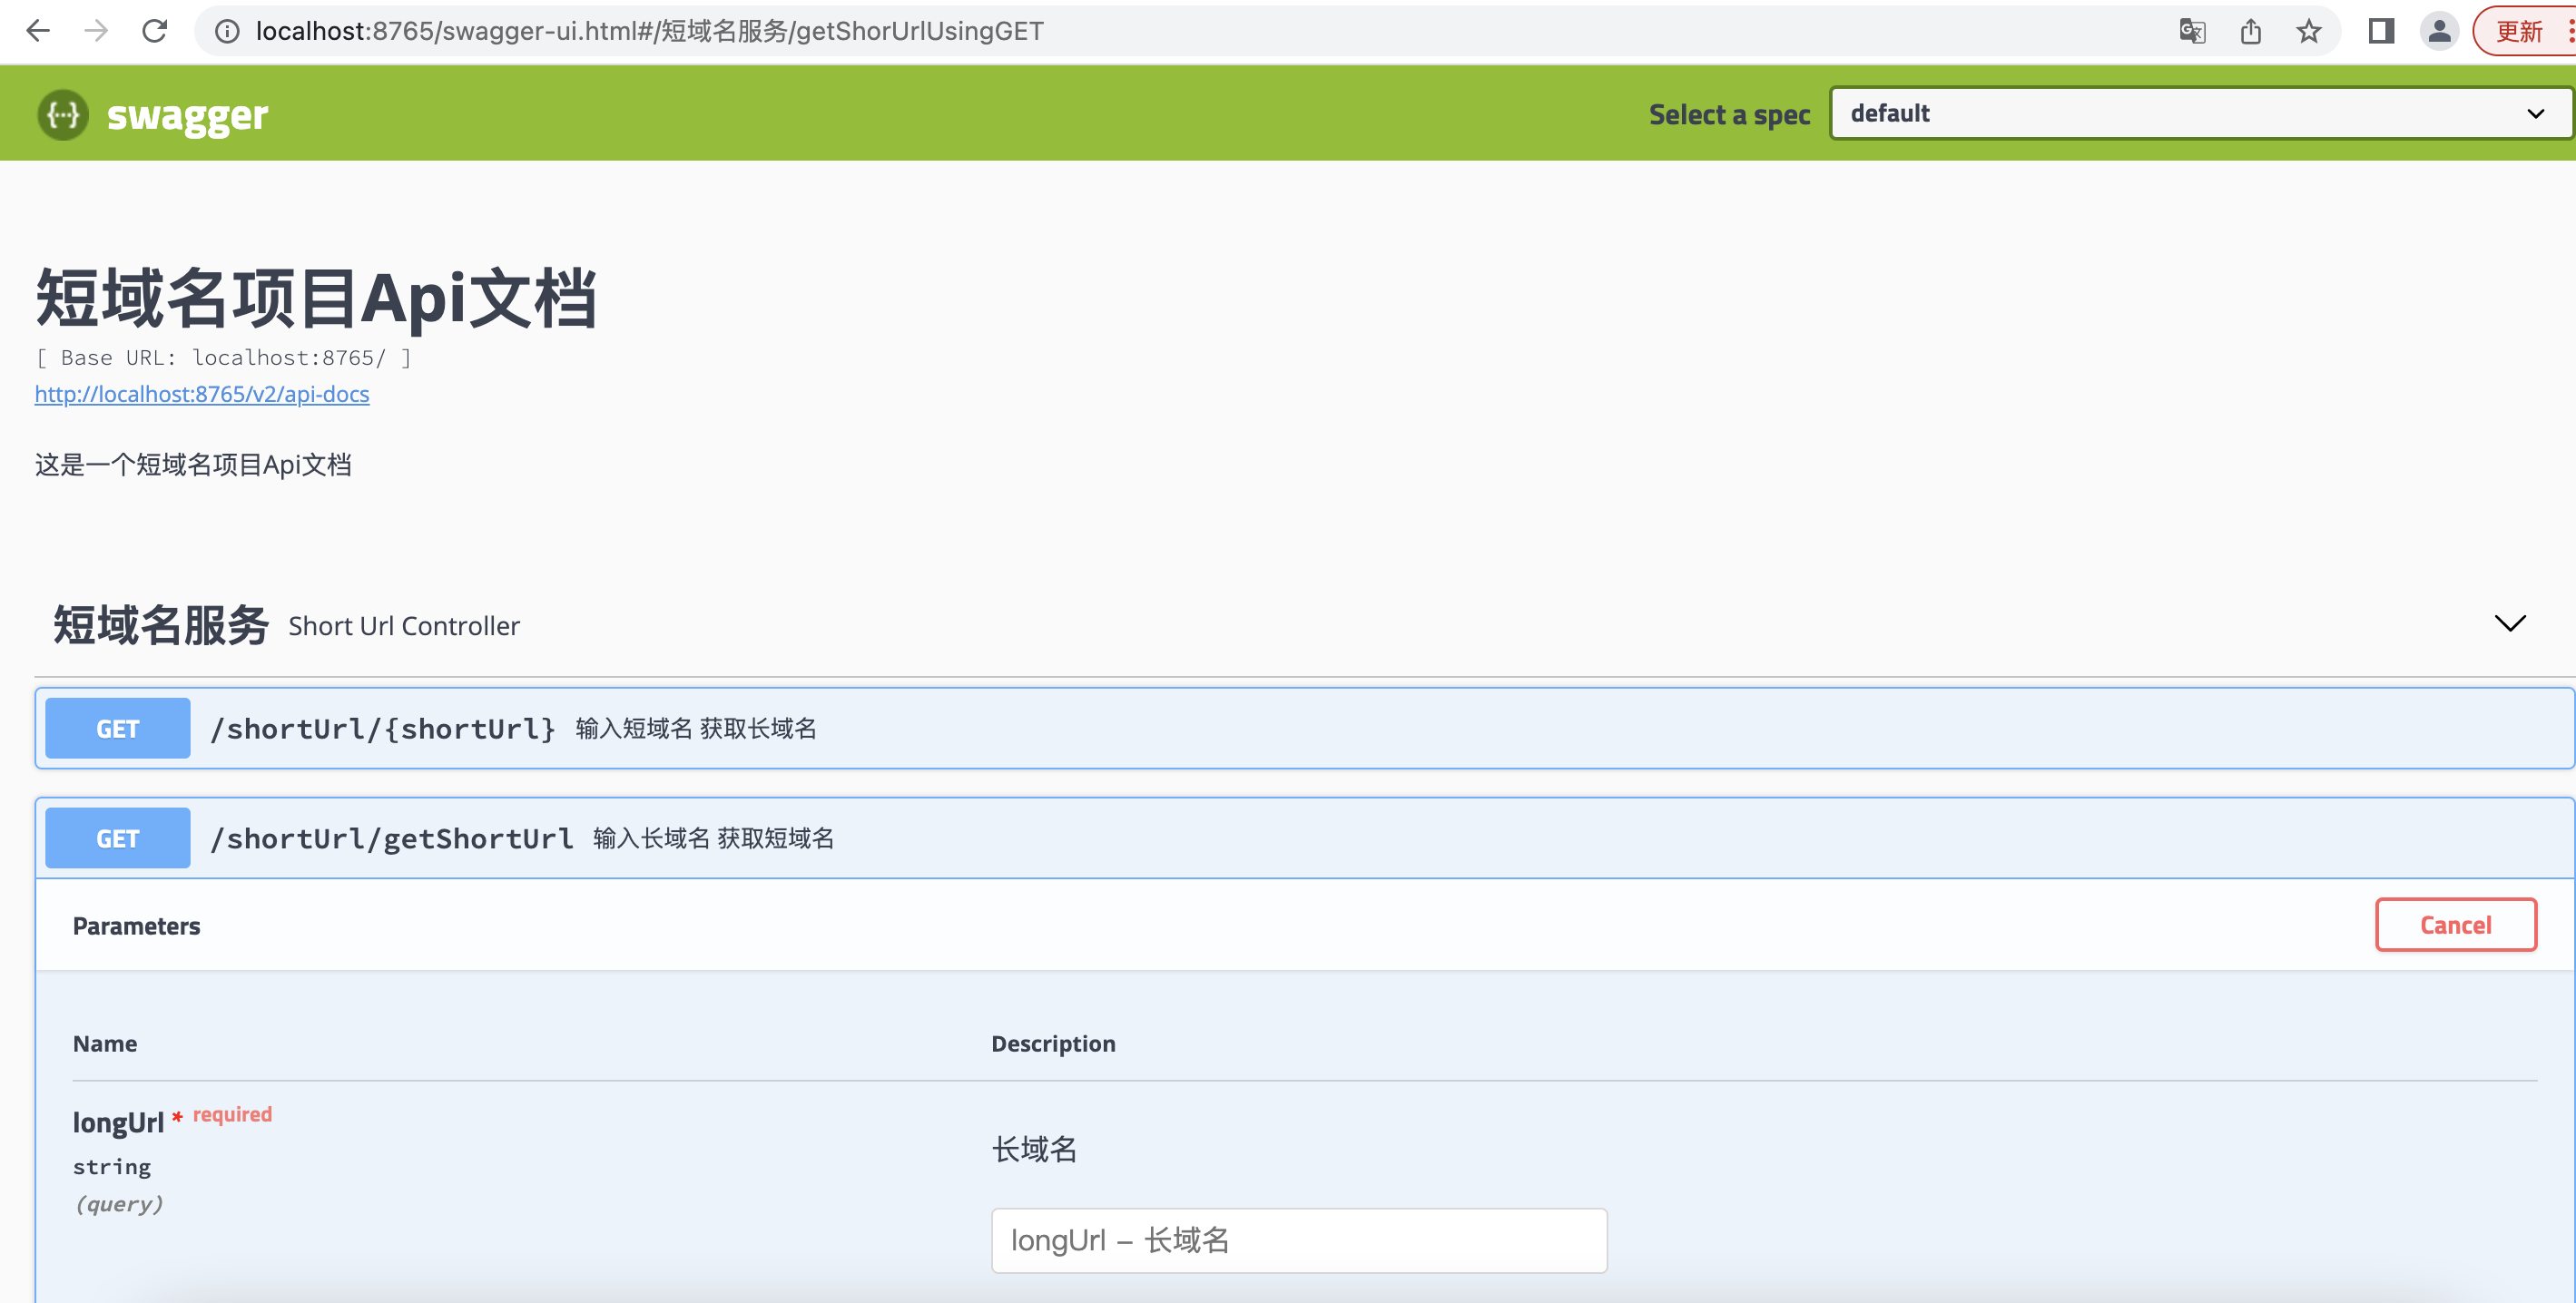 localhost:8765/swagger-ui.html#/短域名服务/getShorUrlUsingGET
更新
swagger
Select a spec
default
短域名项目Api文档
[ Base URL: localhost:8765/ ]
http://localhost:8765/v2/api-docs
这是一个短域名项目Api文档
短域名服务 Short Url Controller
GET /shortUrl/{shortUrl} 输入短域名 获取长域名
GET /shortUrl/getShortUrl 输入长域名 获取短域名
Parameters
Cancel
Name
Description
longUrl * required
string
(query)
长域名
longUrl – 长域名